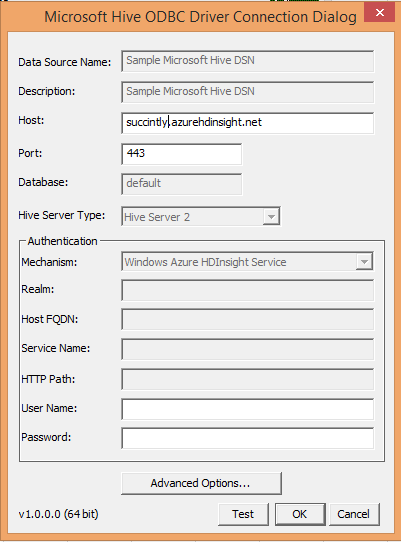 Microsoft Hive ODBC Driver Connection Dialog
Data Source Name: Sample Microsoft Hive DSN
Description: Sample Microsoft Hive DSN
Host: succintly.azurehdinsight.net
Port: 443
Database: default
Hive Server Type: Hive Server 2
Authentication
Mechanism: Windows Azure HDInsight Service
Realm:
Host FQDN:
Service Name:
HTTP Path:
User Name:
Password:
Advanced Options...
v1.0.0.0 (64 bit) Test OK Cancel